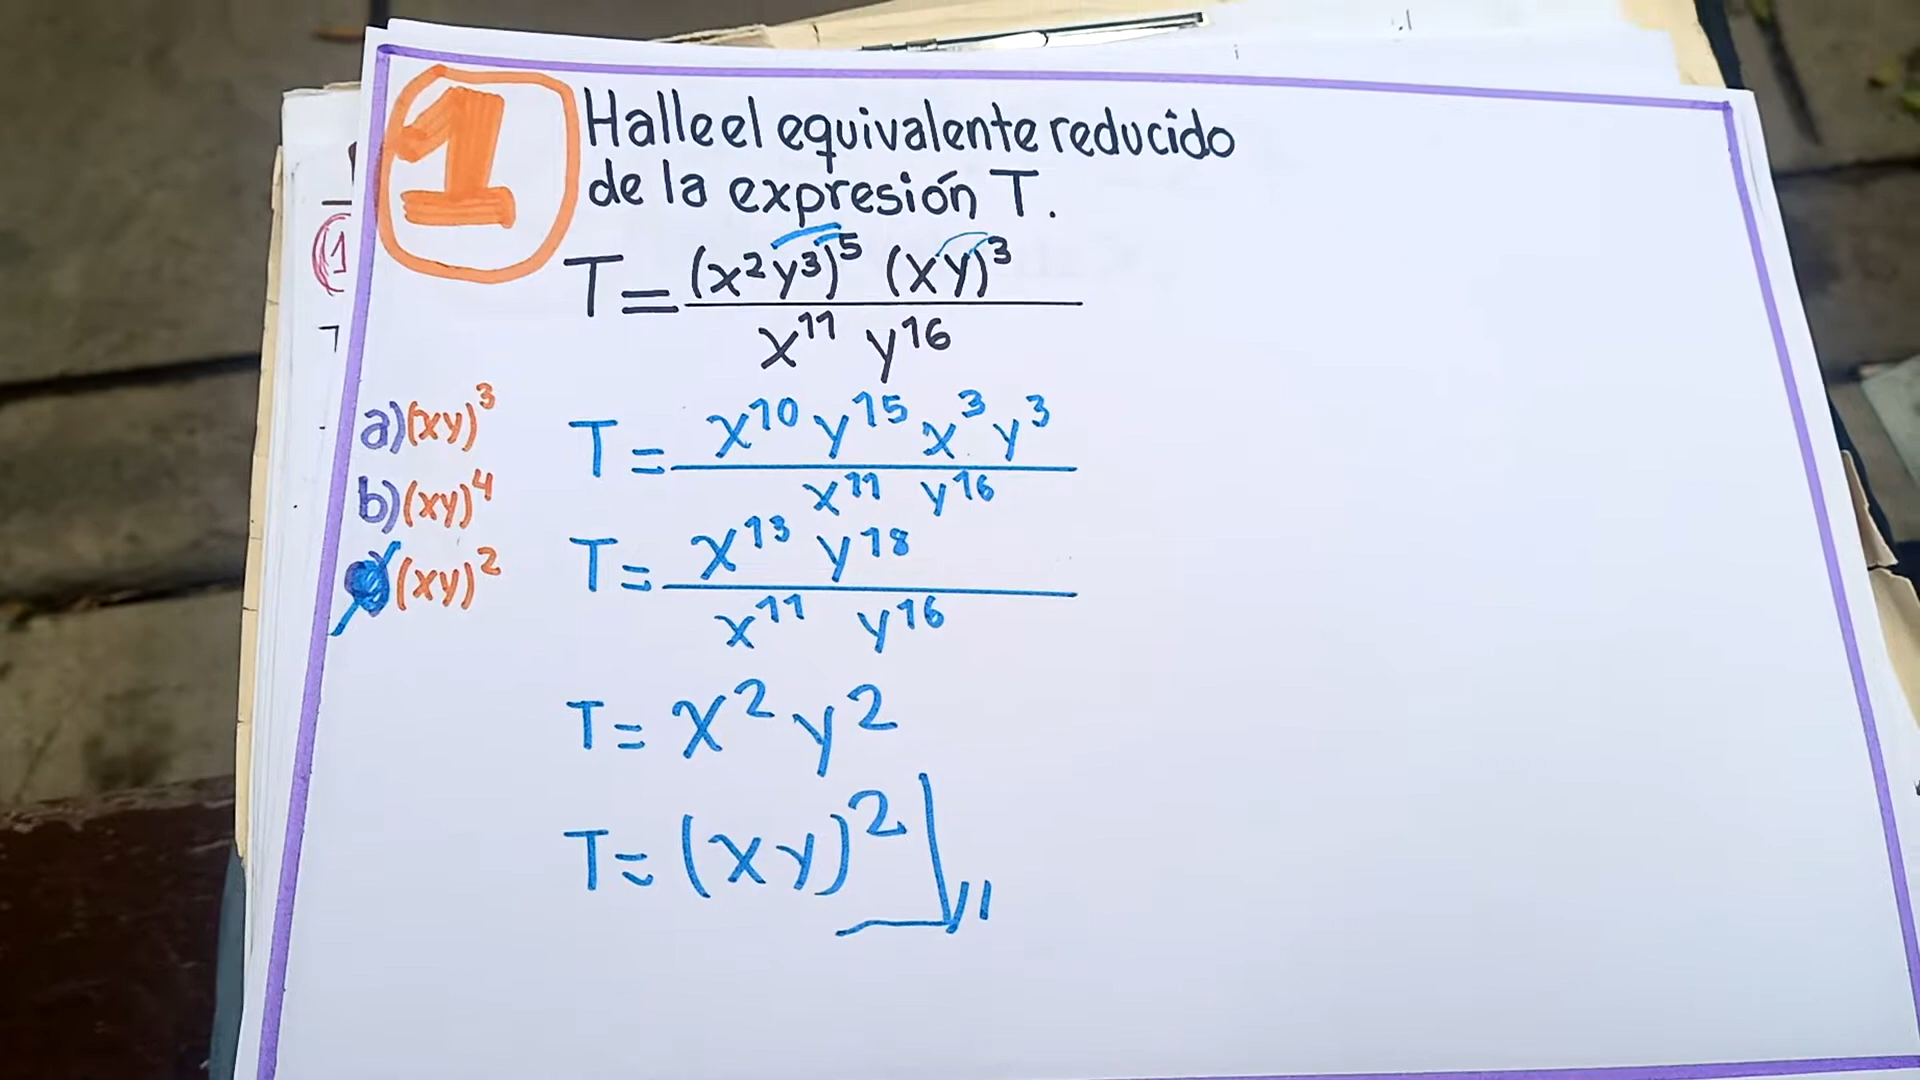 1
Halle el equivalente reducido
de la expresión T.
T = (x²y³)⁵ (xy)³ / x¹¹ y¹⁶
a) (xy)³
b) (xy)⁴
(xy)²
T = x¹⁰ y¹⁵ x³ y³ / x¹¹ y¹⁶
T = x¹³ y¹⁸ / x¹¹ y¹⁶
T = x² y²
T = (xy)²